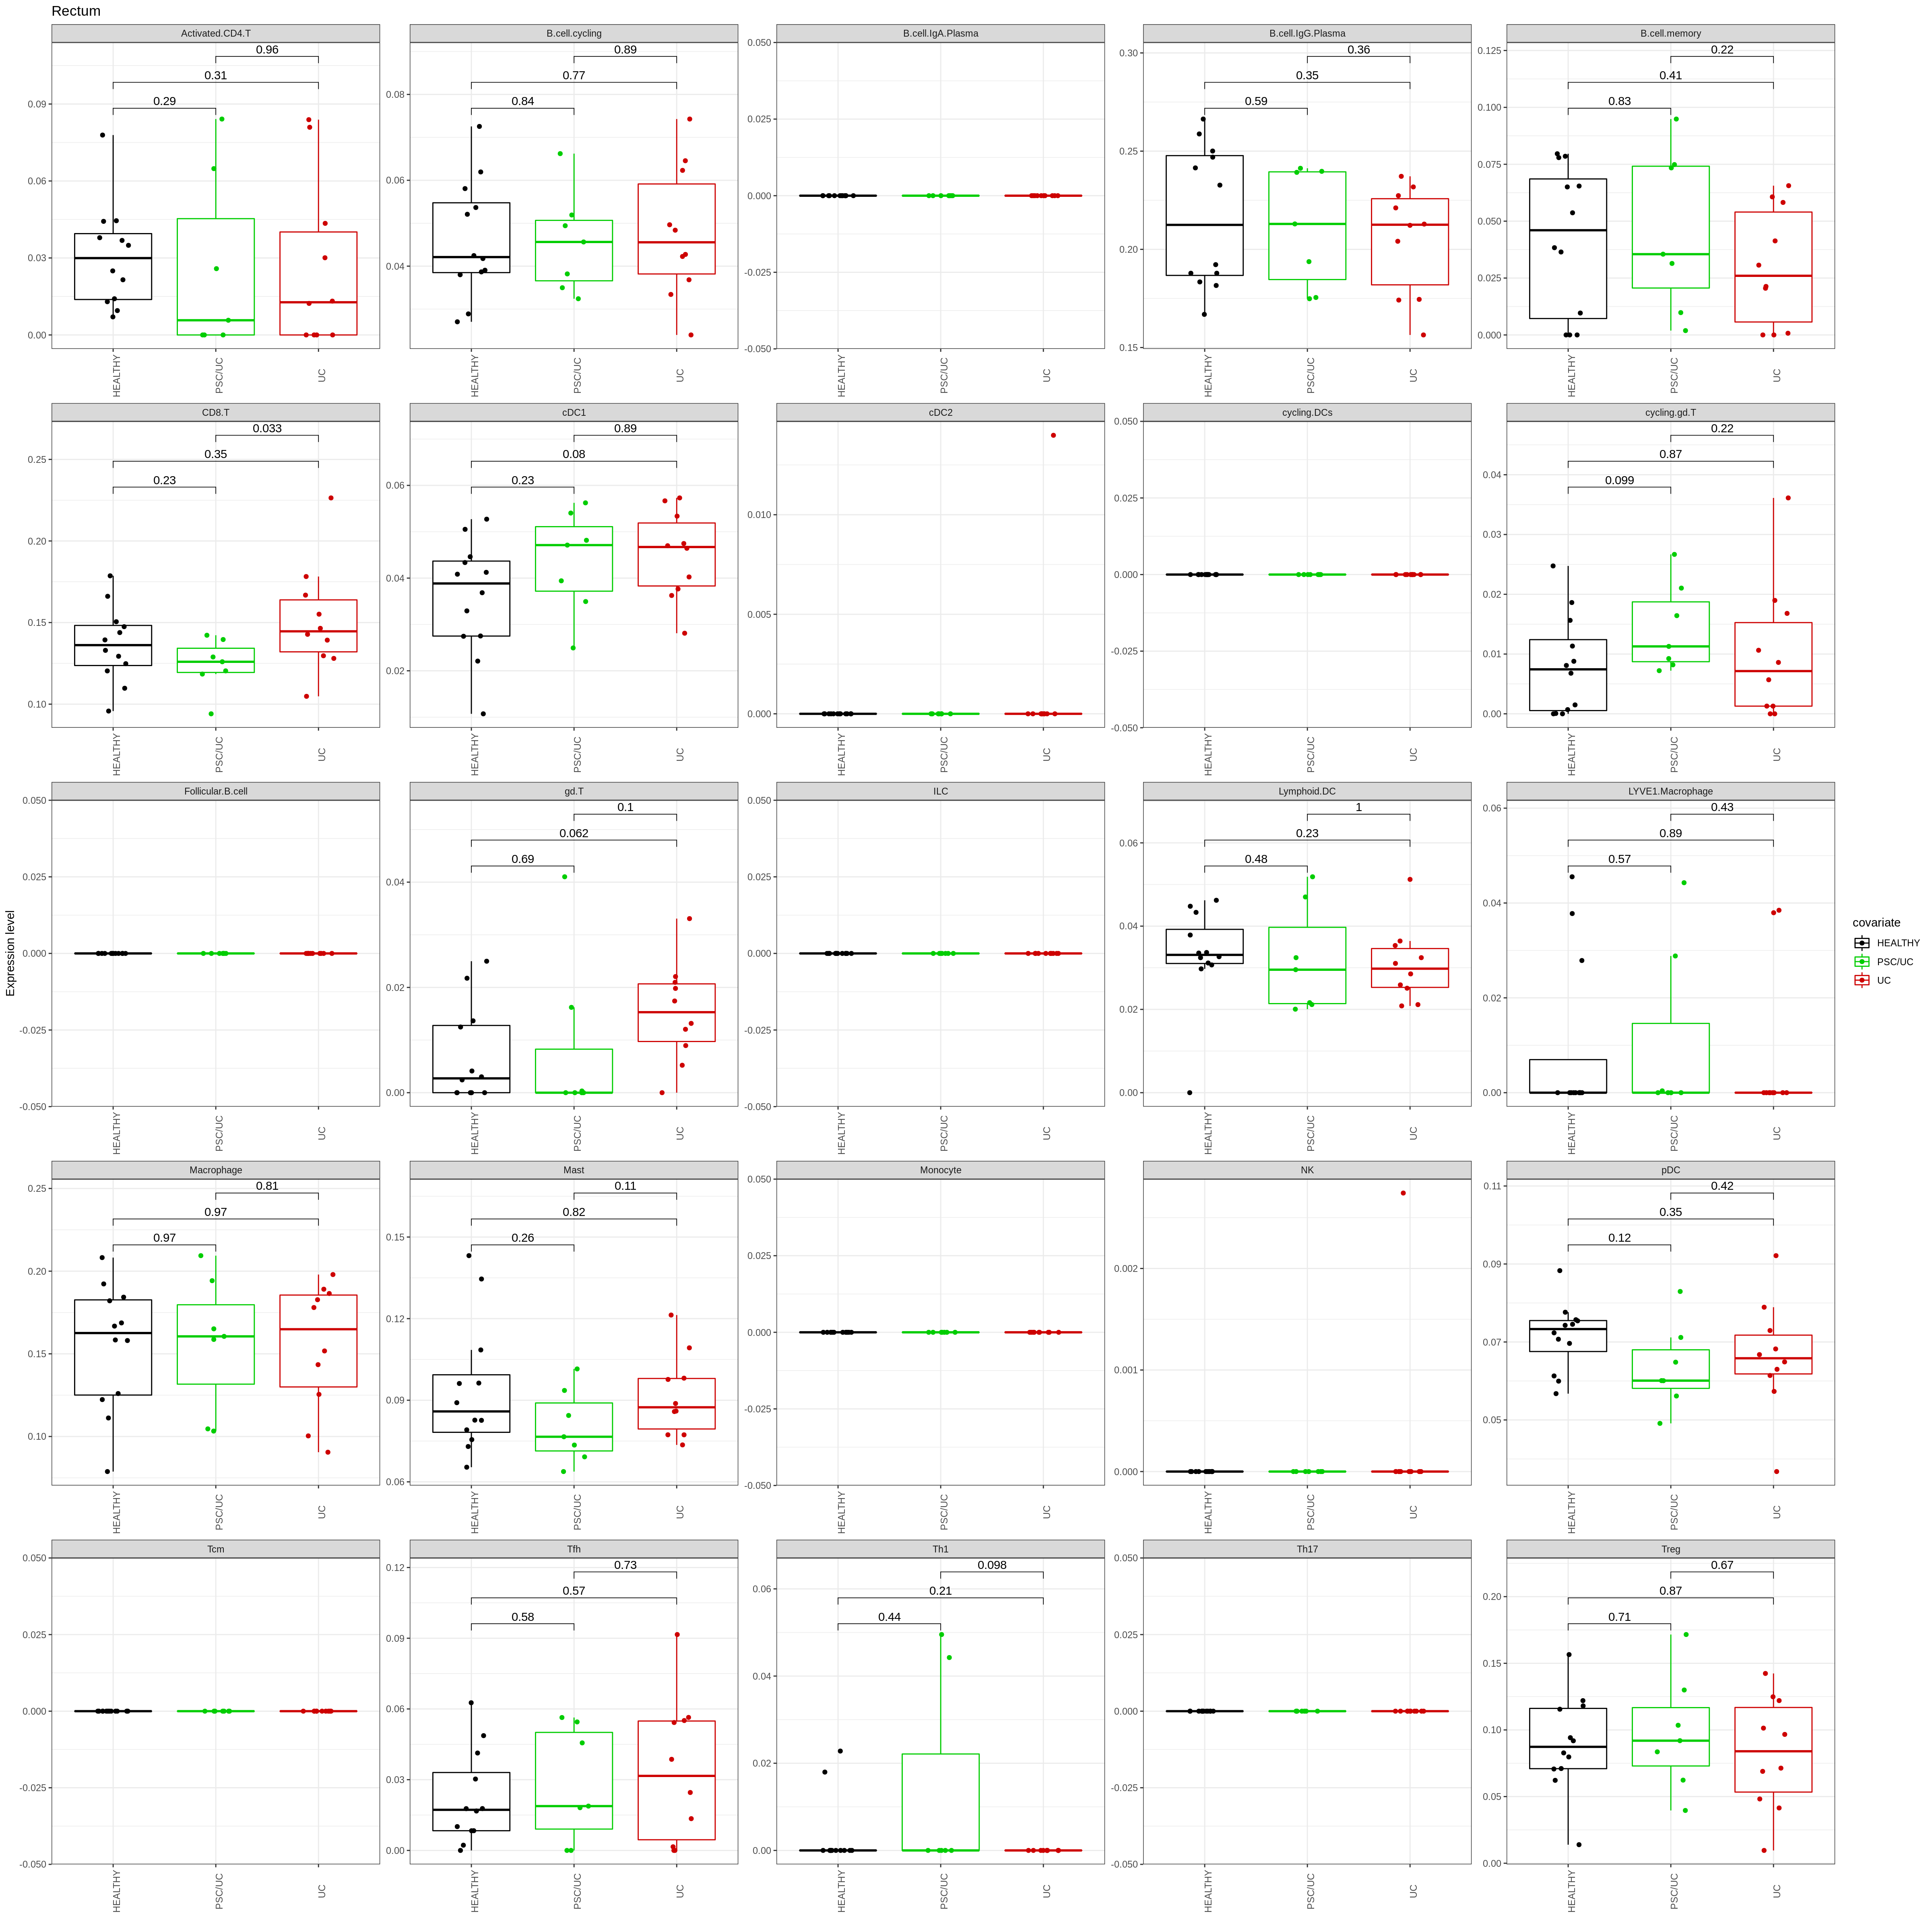 Rectum
Activated.CD4.T
B.cell.cycling
B.cell.IgA.Plasma
B.cell.IgG.Plasma
B.cell.memory
0.96
0.31
0.29
0.09
0.06
0.03
0.00
0.89
0.77
0.84
0.08
0.06
0.04
0.050
0.025
0.000
-0.025
-0.050
0.36
0.35
0.59
0.30
0.25
0.20
0.15
0.22
0.41
0.83
0.125
0.100
0.075
0.050
0.025
0.000
HEALTHY
PSC/UC
UC
HEALTHY
PSC/UC
UC
HEALTHY
PSC/UC
UC
HEALTHY
PSC/UC
UC
HEALTHY
PSC/UC
UC
CD8.T
cDC1
cDC2
cycling.DCs
cycling.gd.T
0.033
0.35
0.23
0.25
0.20
0.15
0.10
0.89
0.08
0.23
0.06
0.04
0.02
0.010
0.005
0.000
0.050
0.025
0.000
-0.025
-0.050
0.22
0.87
0.099
0.04
0.03
0.02
0.01
0.00
HEALTHY
PSC/UC
UC
HEALTHY
PSC/UC
UC
HEALTHY
PSC/UC
UC
HEALTHY
PSC/UC
UC
HEALTHY
PSC/UC
UC
Follicular.B.cell
gd.T
ILC
Lymphoid.DC
LYVE1.Macrophage
0.050
0.025
0.000
-0.025
-0.050
0.1
0.062
0.69
0.04
0.02
0.00
0.050
0.025
0.000
-0.025
-0.050
1
0.23
0.48
0.06
0.04
0.02
0.00
0.43
0.89
0.57
0.06
0.04
0.02
0.00
HEALTHY
PSC/UC
UC
HEALTHY
PSC/UC
UC
HEALTHY
PSC/UC
UC
HEALTHY
PSC/UC
UC
HEALTHY
PSC/UC
UC
Expression level
covariate
HEALTHY
PSC/UC
UC
Macrophage
Mast
Monocyte
NK
pDC
0.81
0.97
0.97
0.25
0.20
0.15
0.10
0.11
0.82
0.26
0.15
0.12
0.09
0.06
0.050
0.025
0.000
-0.025
-0.050
0.002
0.001
0.000
0.42
0.35
0.12
0.11
0.09
0.07
0.05
HEALTHY
PSC/UC
UC
HEALTHY
PSC/UC
UC
HEALTHY
PSC/UC
UC
HEALTHY
PSC/UC
UC
HEALTHY
PSC/UC
UC
Tcm
Tfh
Th1
Th17
Treg
0.050
0.025
0.000
-0.025
-0.050
0.73
0.57
0.58
0.12
0.09
0.06
0.03
0.00
0.098
0.21
0.44
0.06
0.04
0.02
0.00
0.050
0.025
0.000
-0.025
-0.050
0.67
0.87
0.71
0.20
0.15
0.10
0.05
0.00
HEALTHY
PSC/UC
UC
HEALTHY
PSC/UC
UC
HEALTHY
PSC/UC
UC
HEALTHY
PSC/UC
UC
HEALTHY
PSC/UC
UC